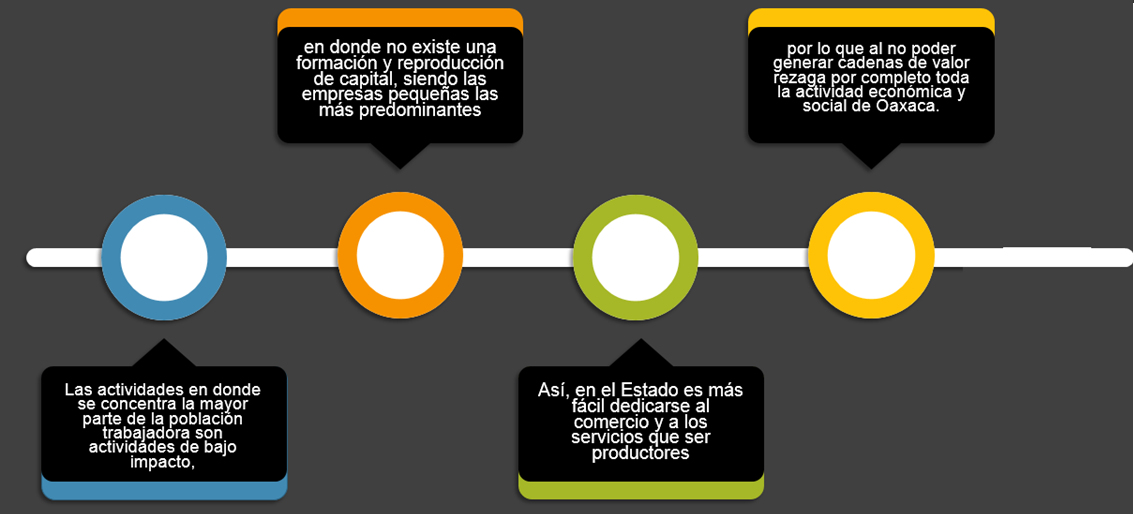 Las actividades en donde
se concentra la mayor
parte de la población
trabajadora son
actividades de bajo
impacto,
en donde no existe una
formación y reproducción
de capital, siendo las
empresas pequeñas las
más predominantes
Así, en el Estado es más
fácil dedicarse al
comercio y a los
servicios que ser
productores
por lo que al no poder
generar cadenas de valor
rezaga por completo toda
la actividad económica y
social de Oaxaca.